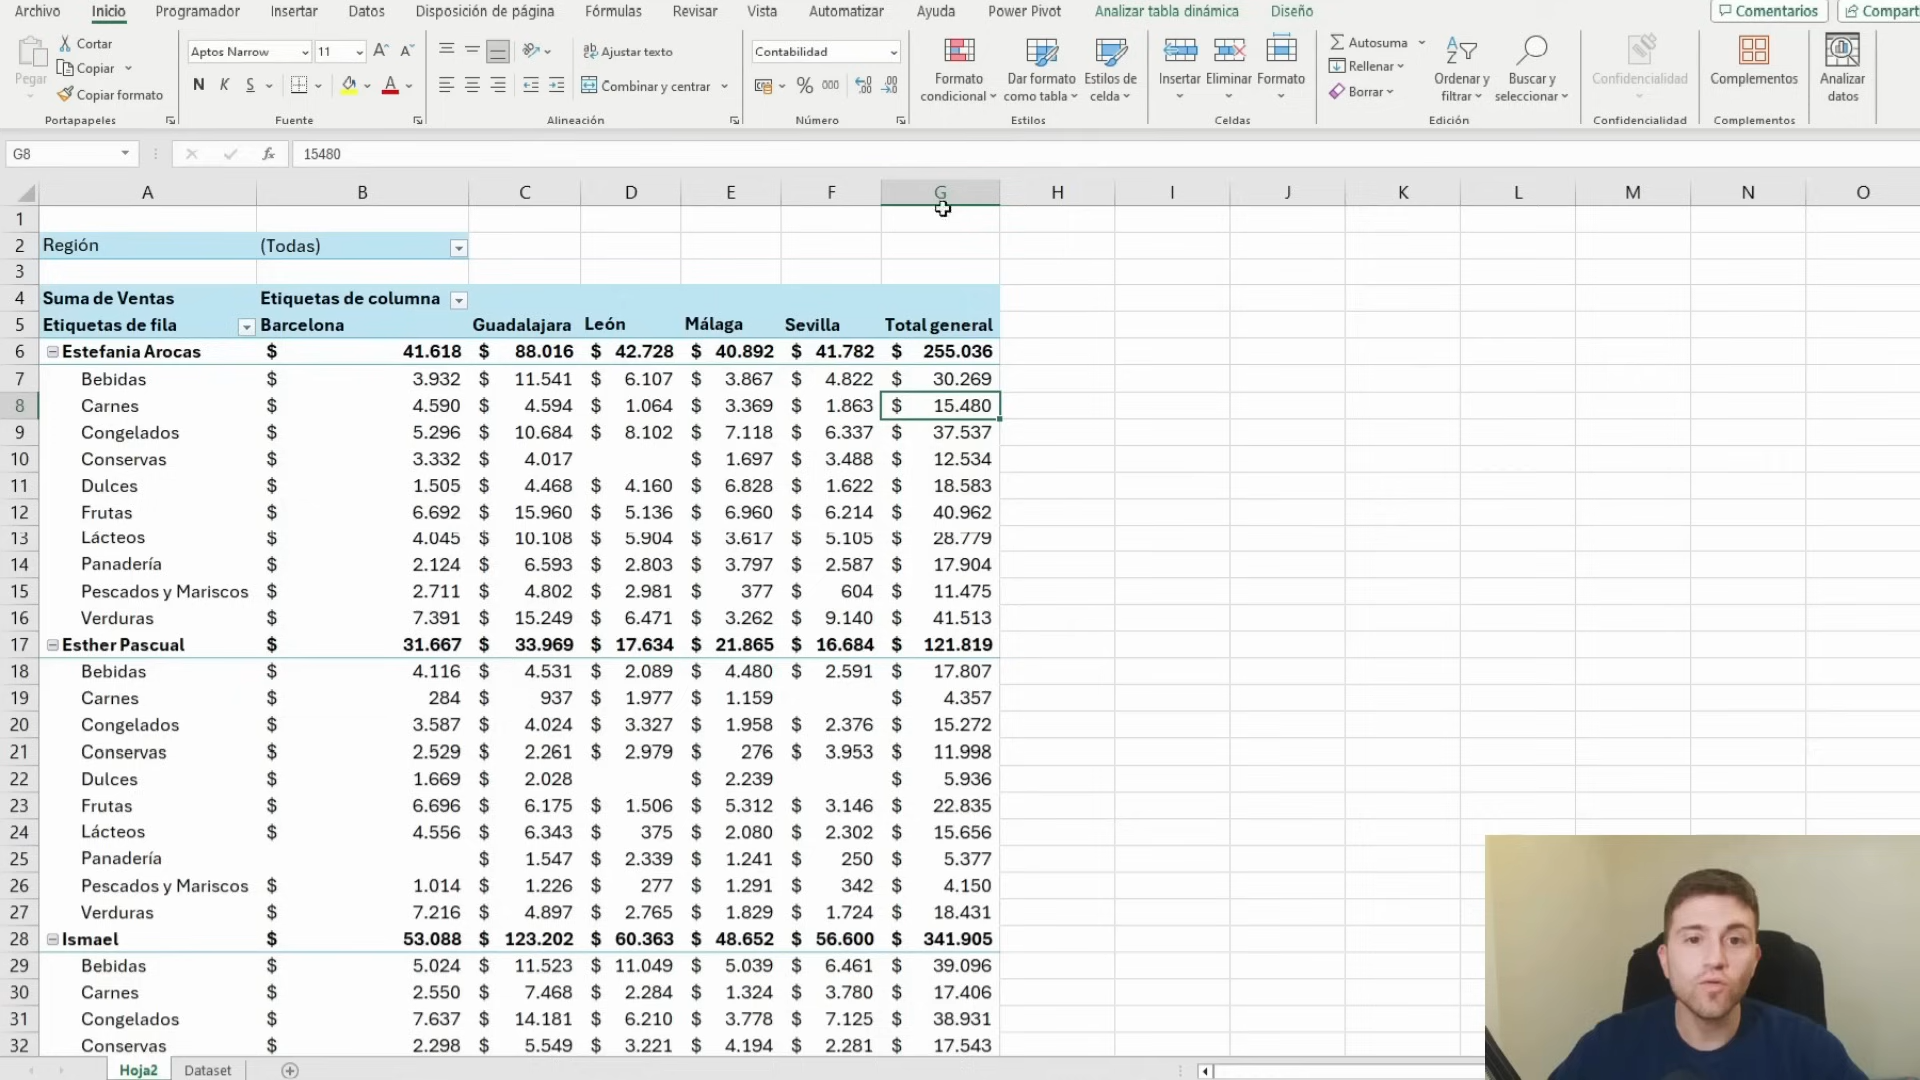 Archivo Inicio Programador Insertar Datos Disposición de página Fórmulas Revisar Vista Automatizar Ayuda Power Pivot Analizar tabla dinámica Diseño Comentarios Compart
Pegar
Cortar
Copiar
Copiar formato
Portapapeles
Aptos Narrow 11
N K S
Fuente
Ajustar texto
Combinar y centrar
Alineación
Contabilidad
% 000
Número
Formato condicional
Dar formato como tabla
Estilos de celda
Estilos
Insertar Eliminar Formato
Celdas
Autosuma
Rellenar
Borrar
Ordenar y filtrar
Buscar y seleccionar
Edición
Confidencialidad
Confidencialidad
Complementos
Complementos
Analizar datos
G8 fx 15480
A B C D E F G H I J K L M N O
1
2 Región (Todas)
3
4 Suma de Ventas Etiquetas de columna
5 Etiquetas de fila Barcelona Guadalajara León Málaga Sevilla Total general
6 Estefania Arocas $ 41.618 $ 88.016 $ 42.728 $ 40.892 $ 41.782 $ 255.036
7 Bebidas $ 3.932 $ 11.541 $ 6.107 $ 3.867 $ 4.822 $ 30.269
8 Carnes $ 4.590 $ 4.594 $ 1.064 $ 3.369 $ 1.863 $ 15.480
9 Congelados $ 5.296 $ 10.684 $ 8.102 $ 7.118 $ 6.337 $ 37.537
10 Conservas $ 3.332 $ 4.017 $ 1.697 $ 3.488 $ 12.534
11 Dulces $ 1.505 $ 4.468 $ 4.160 $ 6.828 $ 1.622 $ 18.583
12 Frutas $ 6.692 $ 15.960 $ 5.136 $ 6.960 $ 6.214 $ 40.962
13 Lácteos $ 4.045 $ 10.108 $ 5.904 $ 3.617 $ 5.105 $ 28.779
14 Panadería $ 2.124 $ 6.593 $ 2.803 $ 3.797 $ 2.587 $ 17.904
15 Pescados y Mariscos $ 2.711 $ 4.802 $ 2.981 $ 377 $ 604 $ 11.475
16 Verduras $ 7.391 $ 15.249 $ 6.471 $ 3.262 $ 9.140 $ 41.513
17 Esther Pascual $ 31.667 $ 33.969 $ 17.634 $ 21.865 $ 16.684 $ 121.819
18 Bebidas $ 4.116 $ 4.531 $ 2.089 $ 4.480 $ 2.591 $ 17.807
19 Carnes $ 284 $ 937 $ 1.977 $ 1.159 $ 4.357
20 Congelados $ 3.587 $ 4.024 $ 3.327 $ 1.958 $ 2.376 $ 15.272
21 Conservas $ 2.529 $ 2.261 $ 2.979 $ 276 $ 3.953 $ 11.998
22 Dulces $ 1.669 $ 2.028 $ 2.239 $ 5.936
23 Frutas $ 6.696 $ 6.175 $ 1.506 $ 5.312 $ 3.146 $ 22.835
24 Lácteos $ 4.556 $ 6.343 $ 375 $ 2.080 $ 2.302 $ 15.656
25 Panadería $ 1.547 $ 2.339 $ 1.241 $ 250 $ 5.377
26 Pescados y Mariscos $ 1.014 $ 1.226 $ 277 $ 1.291 $ 342 $ 4.150
27 Verduras $ 7.216 $ 4.897 $ 2.765 $ 1.829 $ 1.724 $ 18.431
28 Ismael $ 53.088 $ 123.202 $ 60.363 $ 48.652 $ 56.600 $ 341.905
29 Bebidas $ 5.024 $ 11.523 $ 11.049 $ 5.039 $ 6.461 $ 39.096
30 Carnes $ 2.550 $ 7.468 $ 2.284 $ 1.324 $ 3.780 $ 17.406
31 Congelados $ 7.637 $ 14.181 $ 6.210 $ 3.778 $ 7.125 $ 38.931
32 Conservas $ 2.298 $ 5.549 $ 3.221 $ 4.194 $ 2.281 $ 17.543
Hoja2 Dataset